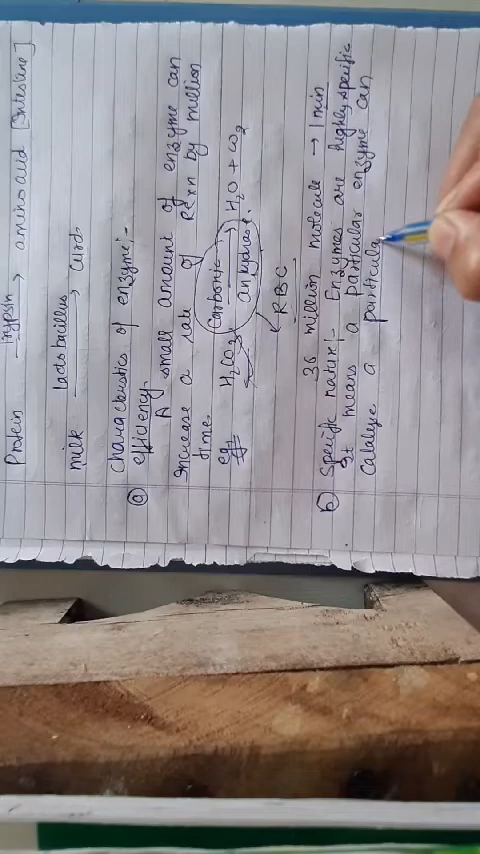 Protein trypsin → amino acid [intestine]
milk lactobacillus → curd
characteristics of enzyme:-
(a) efficiency.
A small amount of enzyme can
increase a rate of Rexn by million
time.
eg, H2CO3 Carbonic anhydrase → H2O + CO2
RBC
36 million molecule → 1 min
(b) Specific nature:- Enzymes are highly specific
It means a particular enzyme can
Catalyse a particula